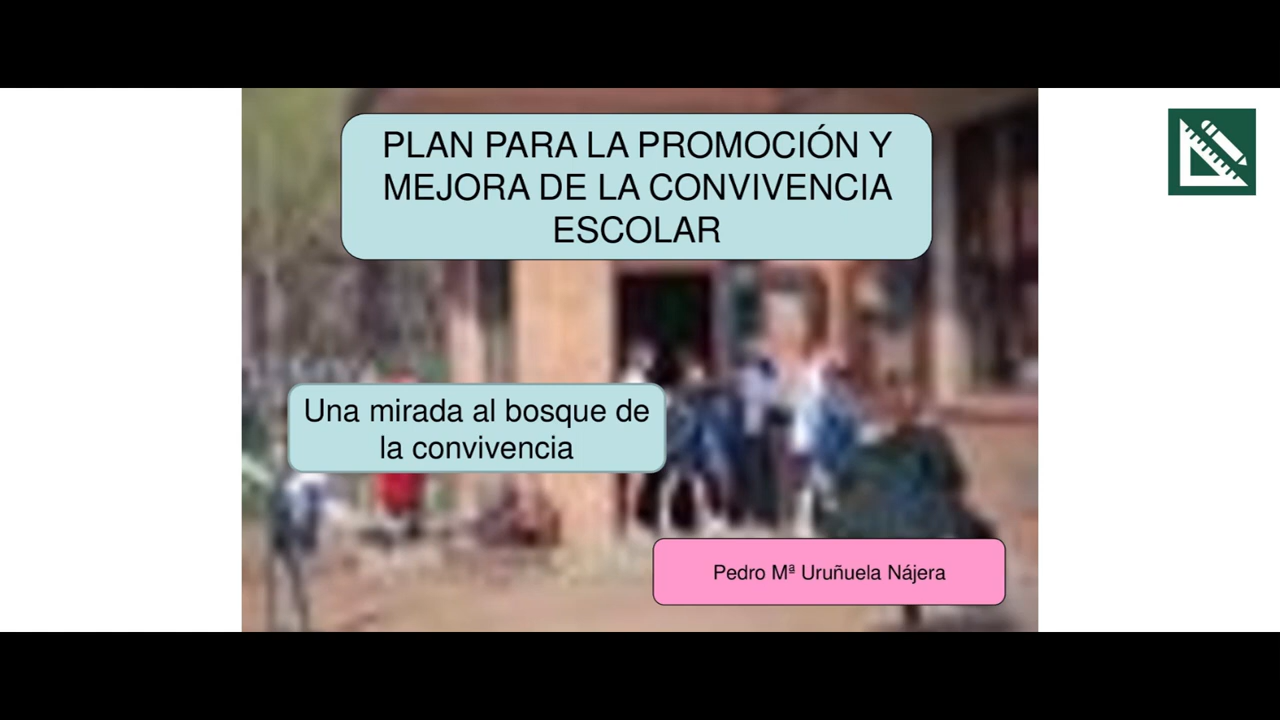 PLAN PARA LA PROMOCIÓN Y
MEJORA DE LA CONVIVENCIA
ESCOLAR
Una mirada al bosque de
la convivencia
Pedro Mª Uruñuela Nájera